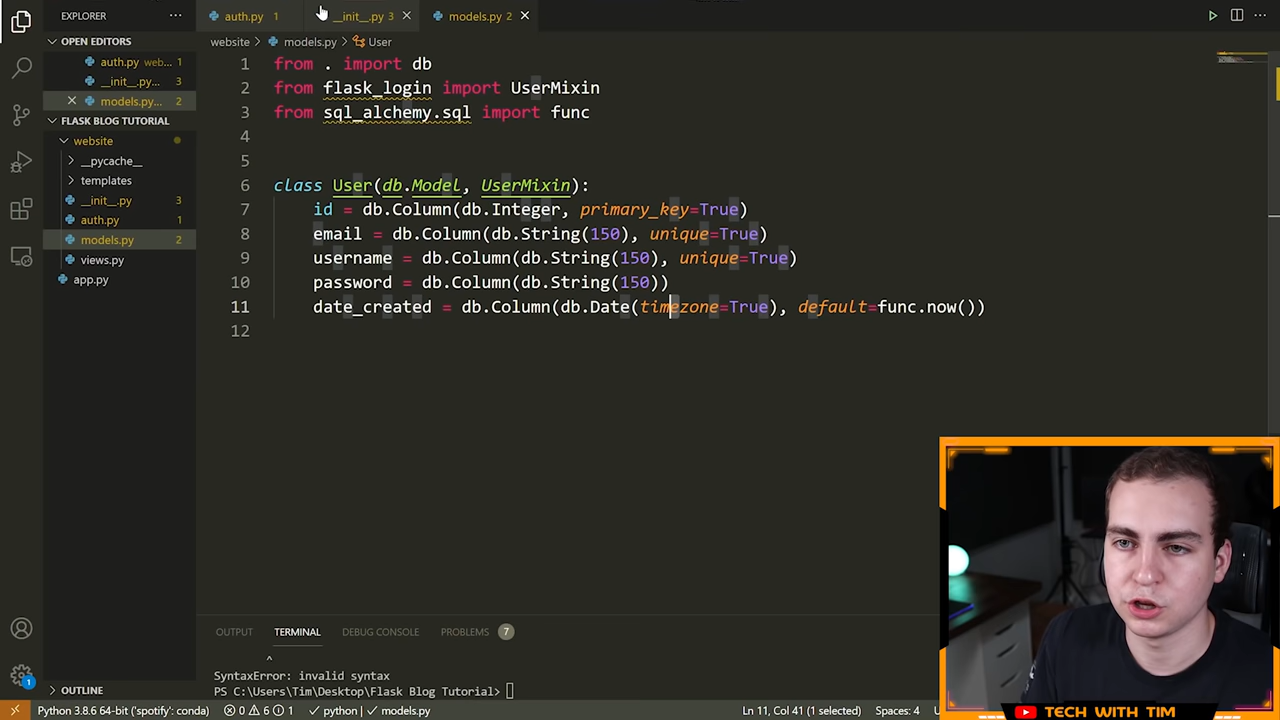 EXPLORER
auth.py 1
__init__.py 3
models.py 2
OPEN EDITORS
website > models.py > User
auth.py web... 1
__init__.py... 3
models.py... 2
FLASK BLOG TUTORIAL
website
__pycache__
templates
__init__.py 3
auth.py 1
models.py 2
views.py
app.py
1 from . import db
2 from flask_login import UserMixin
3 from sql_alchemy.sql import func
4
5
6 class User(db.Model, UserMixin):
7 id = db.Column(db.Integer, primary_key=True)
8 email = db.Column(db.String(150), unique=True)
9 username = db.Column(db.String(150), unique=True)
10 password = db.Column(db.String(150))
11 date_created = db.Column(db.Date(timezone=True), default=func.now())
12
OUTPUT TERMINAL DEBUG CONSOLE PROBLEMS 7
^
SyntaxError: invalid syntax
PS C:\Users\Tim\Desktop\Flask Blog Tutorial>
OUTLINE
1
Python 3.8.6 64-bit ('spotify': conda) 0 6 1 python models.py Ln 11, Col 41 (1 selected) Spaces: 4
TECH WITH TIM